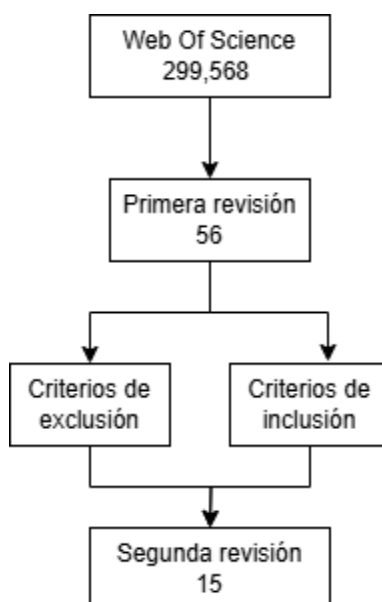 Web Of Science
299,568
Primera revisión
56
Criterios de
exclusión
Criterios de
inclusión
Segunda revisión
15